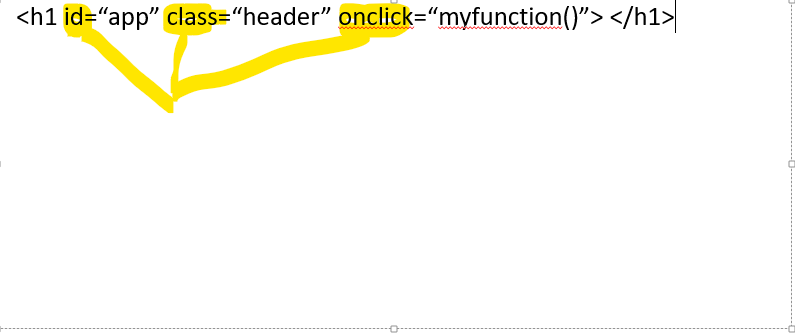 <h1 id=“app” class=“header” onclick=“myfunction()”> </h1>